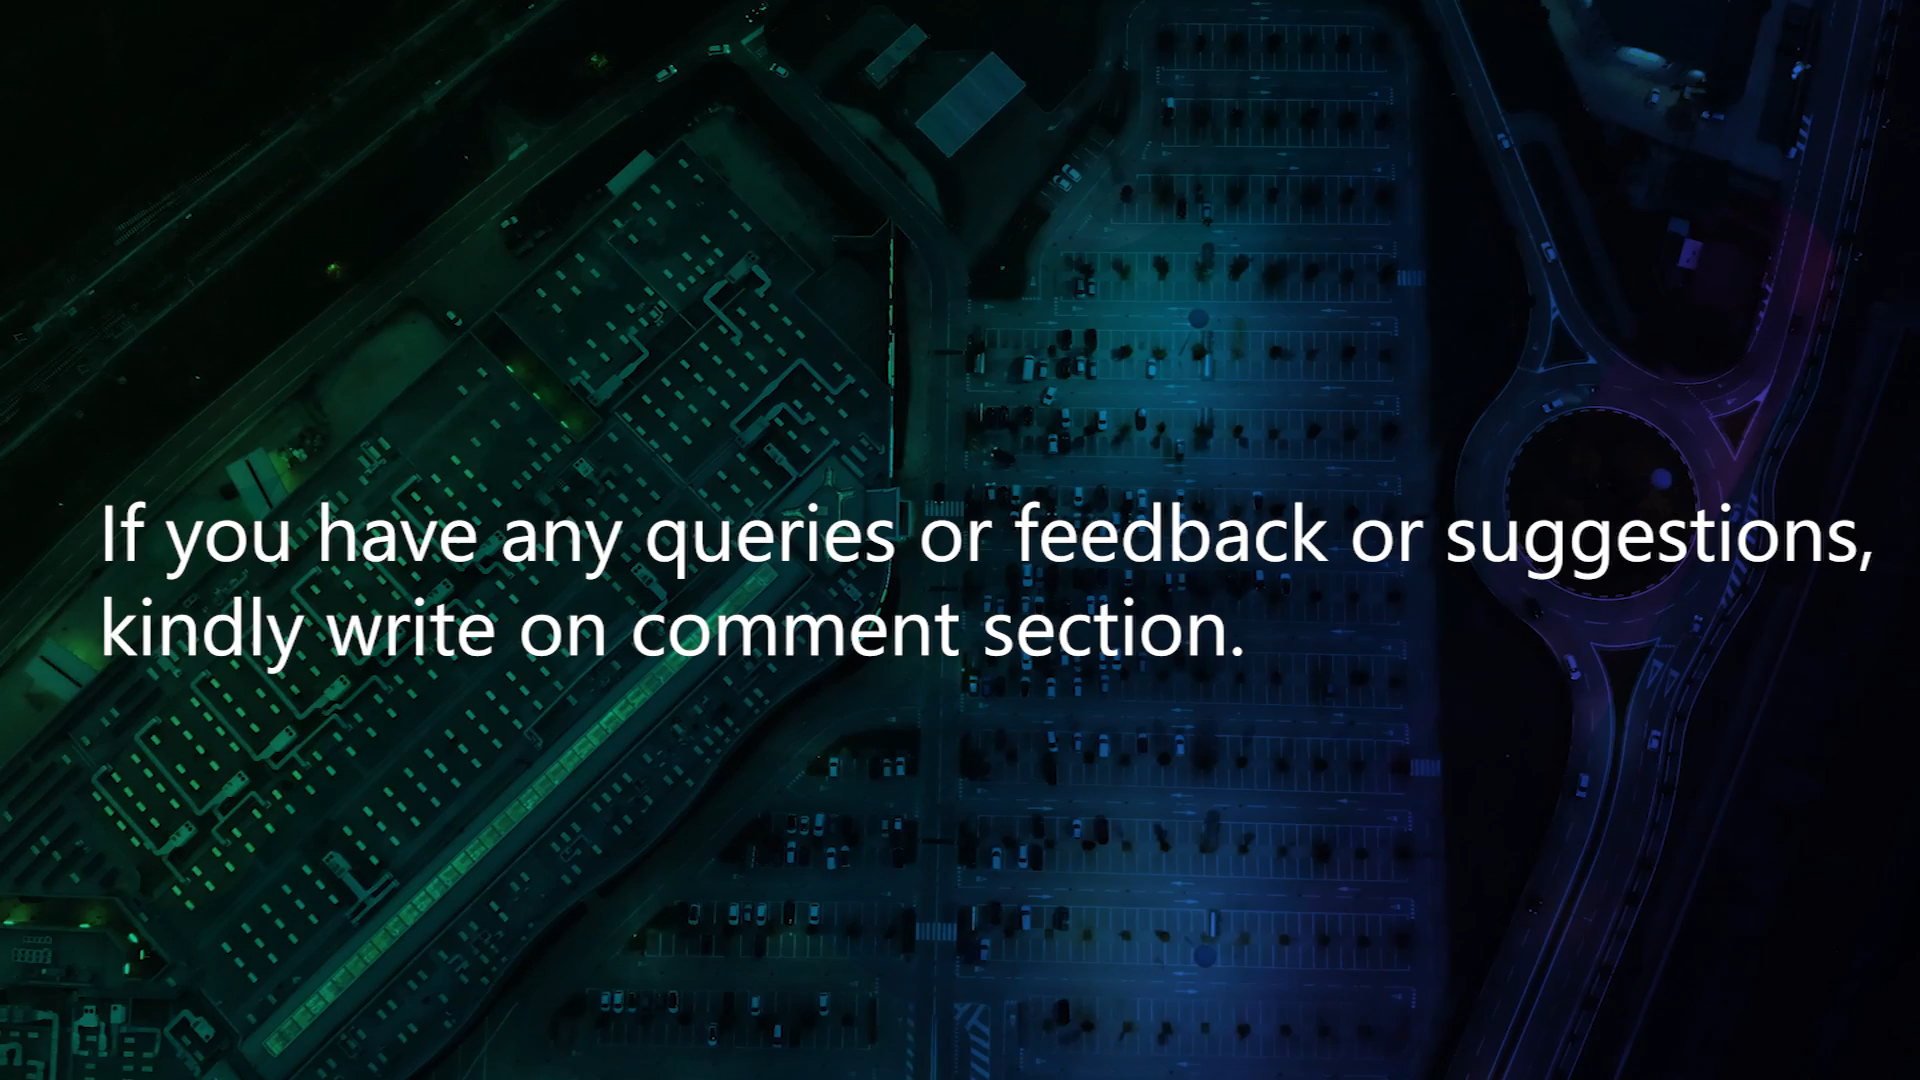 If you have any queries or feedback or suggestions,
kindly write on comment section.